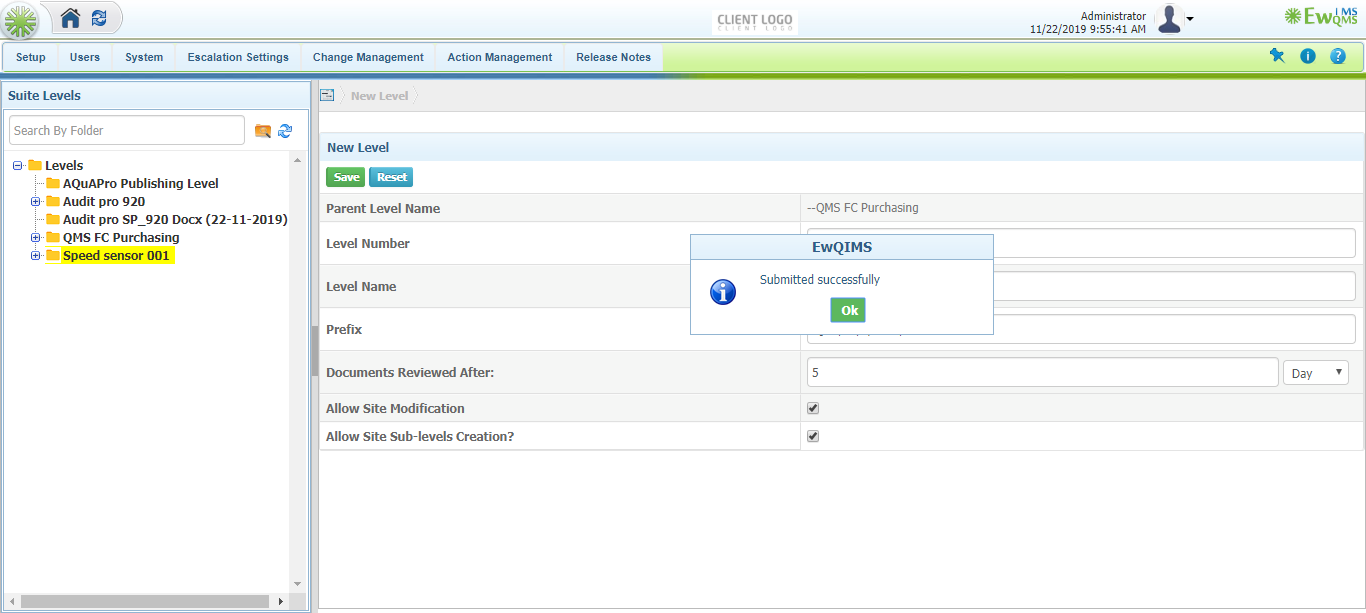 CLIENT LOGO
CLIENT LOGO
Administrator
11/22/2019 9:55:41 AM
EwQMS
iMS
Setup
Users
System
Escalation Settings
Change Management
Action Management
Release Notes
Suite Levels
New Level
Search By Folder
Levels
AQuAPro Publishing Level
Audit pro 920
Audit pro SP_920 Docx (22-11-2019)
QMS FC Purchasing
Speed sensor 001
New Level
Save Reset
Parent Level Name --QMS FC Purchasing
Level Number
Level Name
Prefix
Documents Reviewed After: 5 Day
Allow Site Modification
Allow Site Sub-levels Creation?
EwQIMS
Submitted successfully
Ok